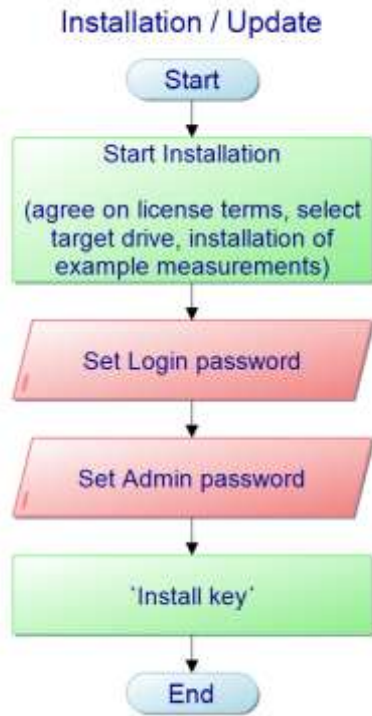 Installation / Update
Start
Start Installation
(agree on license terms, select
target drive, installation of
example measurements)
Set Login password
Set Admin password
‘Install key‘
End